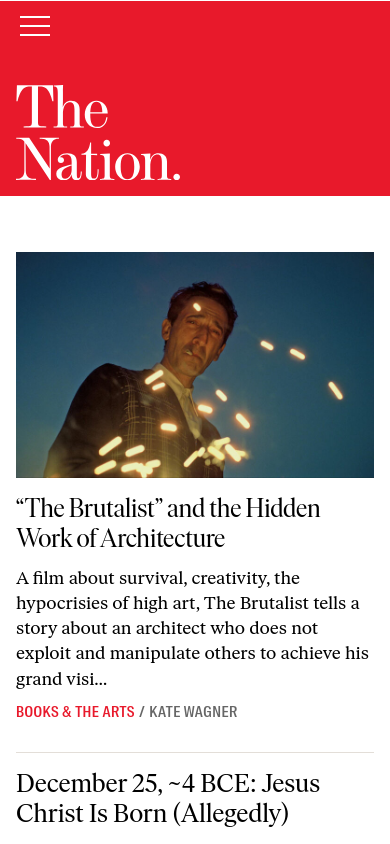 The
Nation.
“The Brutalist” and the Hidden
Work of Architecture
A film about survival, creativity, the
hypocrisies of high art, The Brutalist tells a
story about an architect who does not
exploit and manipulate others to achieve his
grand visi...
BOOKS & THE ARTS / KATE WAGNER
December 25, ~4 BCE: Jesus
Christ Is Born (Allegedly)